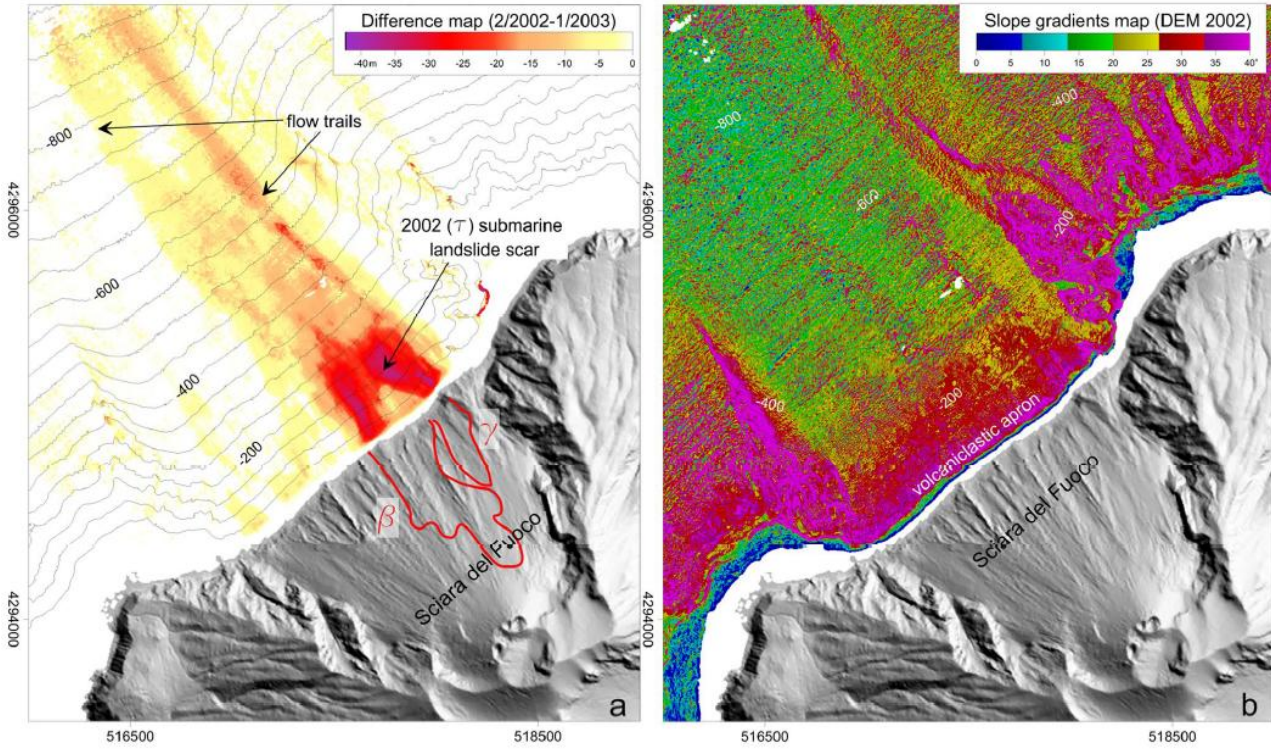 Difference map (2/2002-1/2003)
-40m -35 -30 -25 -20 -15 -10 -5 0
flow trails
-800
2002 (τ) submarine
landslide scar
-600
-400
-200
γ
β
Sciara del Fuoco
4296000
4294000
516500
518500
a
Slope gradients map (DEM 2002)
0 5 10 15 20 25 30 35 40°
-400
-800
-600
-200
-400
-200
volcaniclastic apron
Sciara del Fuoco
4296000
4294000
516500
518500
b